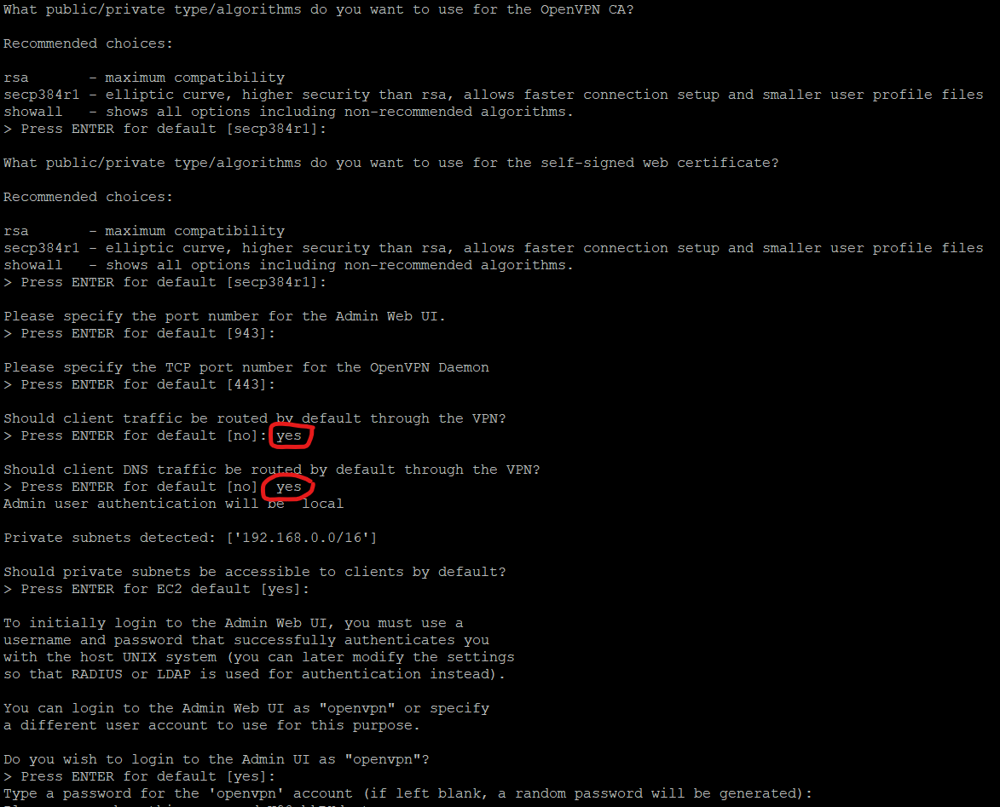 What public/private type/algorithms do you want to use for the OpenVPN CA?
Recommended choices:
rsa       - maximum compatibility
secp384r1 - elliptic curve, higher security than rsa, allows faster connection setup and smaller user profile files
showall   - shows all options including non-recommended algorithms.
> Press ENTER for default [secp384r1]:
What public/private type/algorithms do you want to use for the self-signed web certificate?
Recommended choices:
rsa       - maximum compatibility
secp384r1 - elliptic curve, higher security than rsa, allows faster connection setup and smaller user profile files
showall   - shows all options including non-recommended algorithms.
> Press ENTER for default [secp384r1]:
Please specify the port number for the Admin Web UI.
> Press ENTER for default [943]:
Please specify the TCP port number for the OpenVPN Daemon
> Press ENTER for default [443]:
Should client traffic be routed by default through the VPN?
> Press ENTER for default [no]: yes
Should client DNS traffic be routed by default through the VPN?
> Press ENTER for default [no] yes
Admin user authentication will be  local
Private subnets detected: ['192.168.0.0/16']
Should private subnets be accessible to clients by default?
> Press ENTER for EC2 default [yes]:
To initially login to the Admin Web UI, you must use a
username and password that successfully authenticates you
with the host UNIX system (you can later modify the settings
so that RADIUS or LDAP is used for authentication instead).
You can login to the Admin Web UI as "openvpn" or specify
a different user account to use for this purpose.
Do you wish to login to the Admin UI as "openvpn"?
> Press ENTER for default [yes]:
Type a password for the 'openvpn' account (if left blank, a random password will be generated):